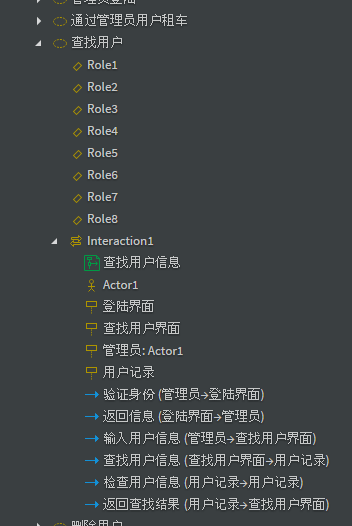 管理员登陆
通过管理员用户租车
查找用户
Role1
Role2
Role3
Role4
Role5
Role6
Role7
Role8
Interaction1
查找用户信息
Actor1
登陆界面
查找用户界面
管理员: Actor1
用户记录
验证身份 (管理员→登陆界面)
返回信息 (登陆界面→管理员)
输入用户信息 (管理员→查找用户界面)
查找用户信息 (查找用户界面→用户记录)
检查用户信息 (用户记录→用户记录)
返回查找结果 (用户记录→查找用户界面)
删除用户